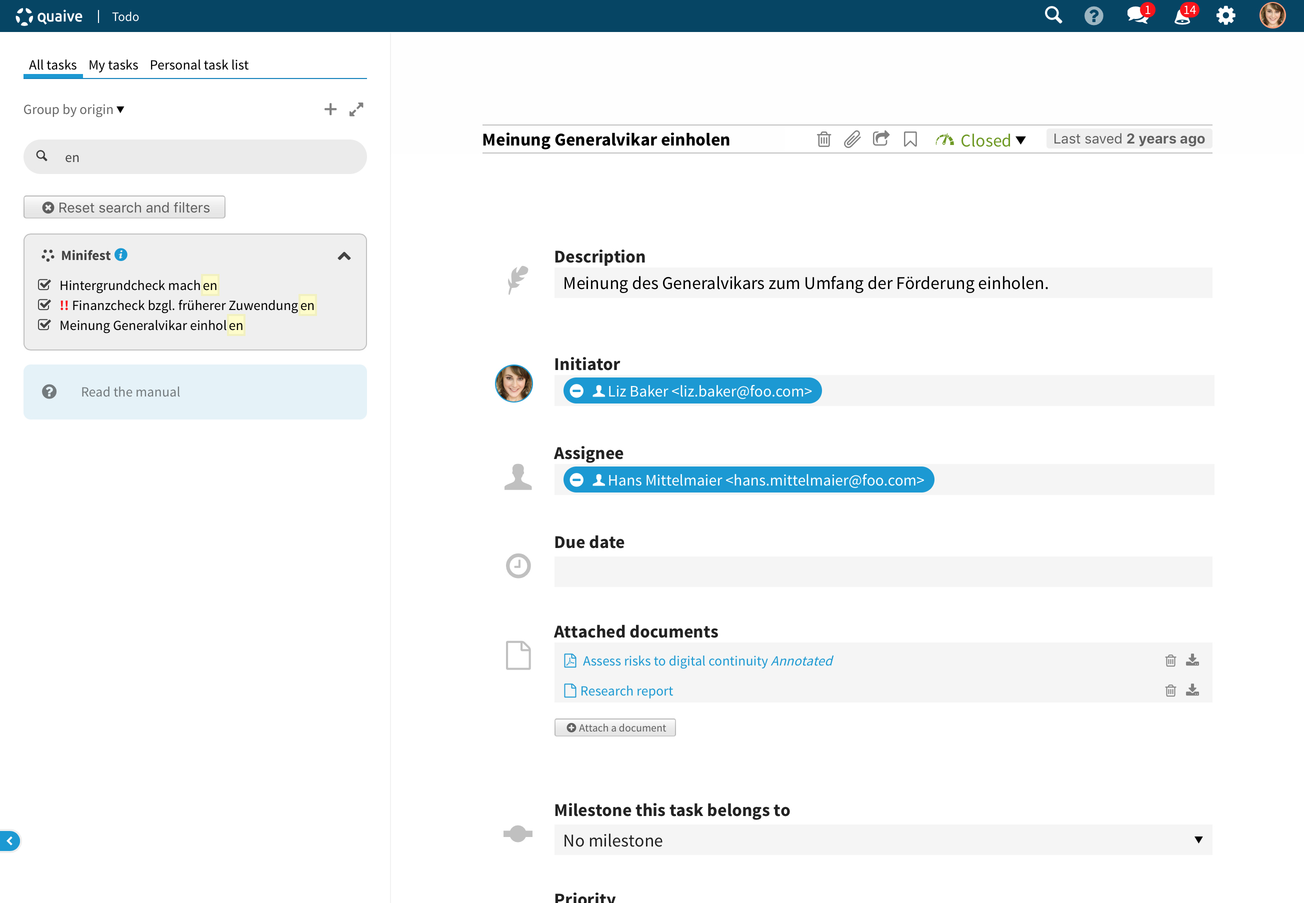 quaive | Todo
1
14
All tasks My tasks Personal task list
Group by origin
en
Reset search and filters
Minifest
Hintergrundcheck machen
!! Finanzcheck bzgl. früherer Zuwendungen
Meinung Generalvikar einholen
Read the manual
Meinung Generalvikar einholen
Closed
Last saved 2 years ago
Description
Meinung des Generalvikars zum Umfang der Förderung einholen.
Initiator
Liz Baker <liz.baker@foo.com>
Assignee
Hans Mittelmaier <hans.mittelmaier@foo.com>
Due date
Attached documents
Assess risks to digital continuity Annotated
Research report
Attach a document
Milestone this task belongs to
No milestone
Priority